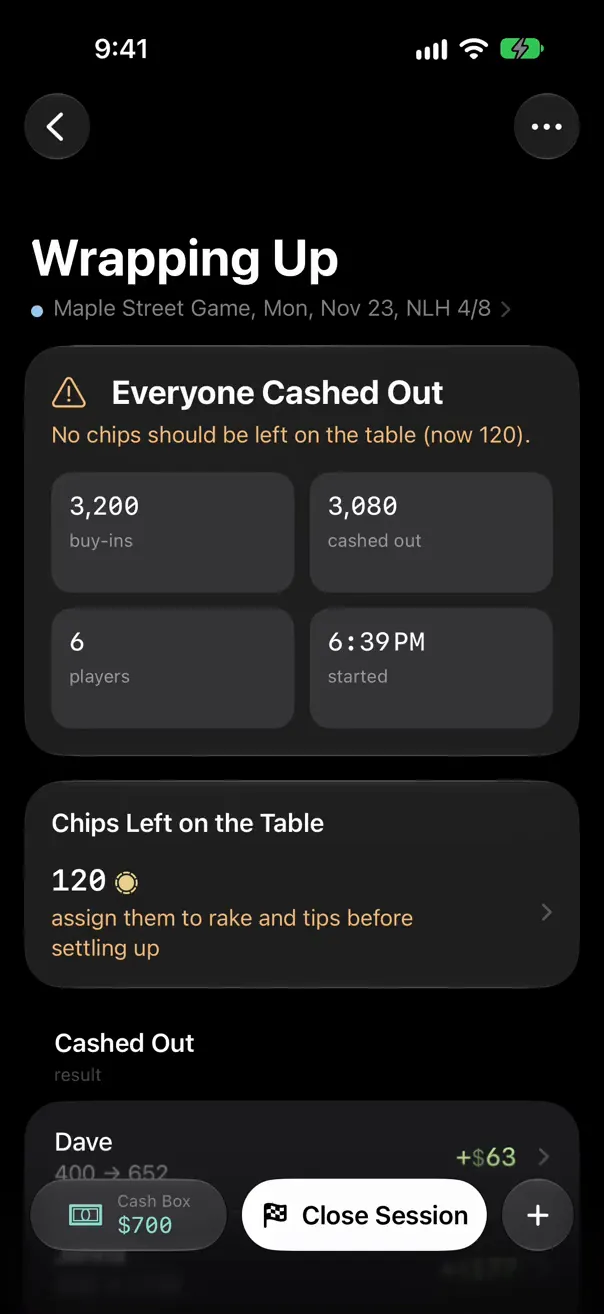 9:41
Wrapping Up
Maple Street Game, Mon, Nov 23, NLH 4/8
Everyone Cashed Out
No chips should be left on the table (now 120).
3,200
buy-ins
3,080
cashed out
6
players
6:39 PM
started
Chips Left on the Table
120
assign them to rake and tips before
settling up
Cashed Out
result
Dave
+$63
400 → 652
Cash Box
$700
Close Session